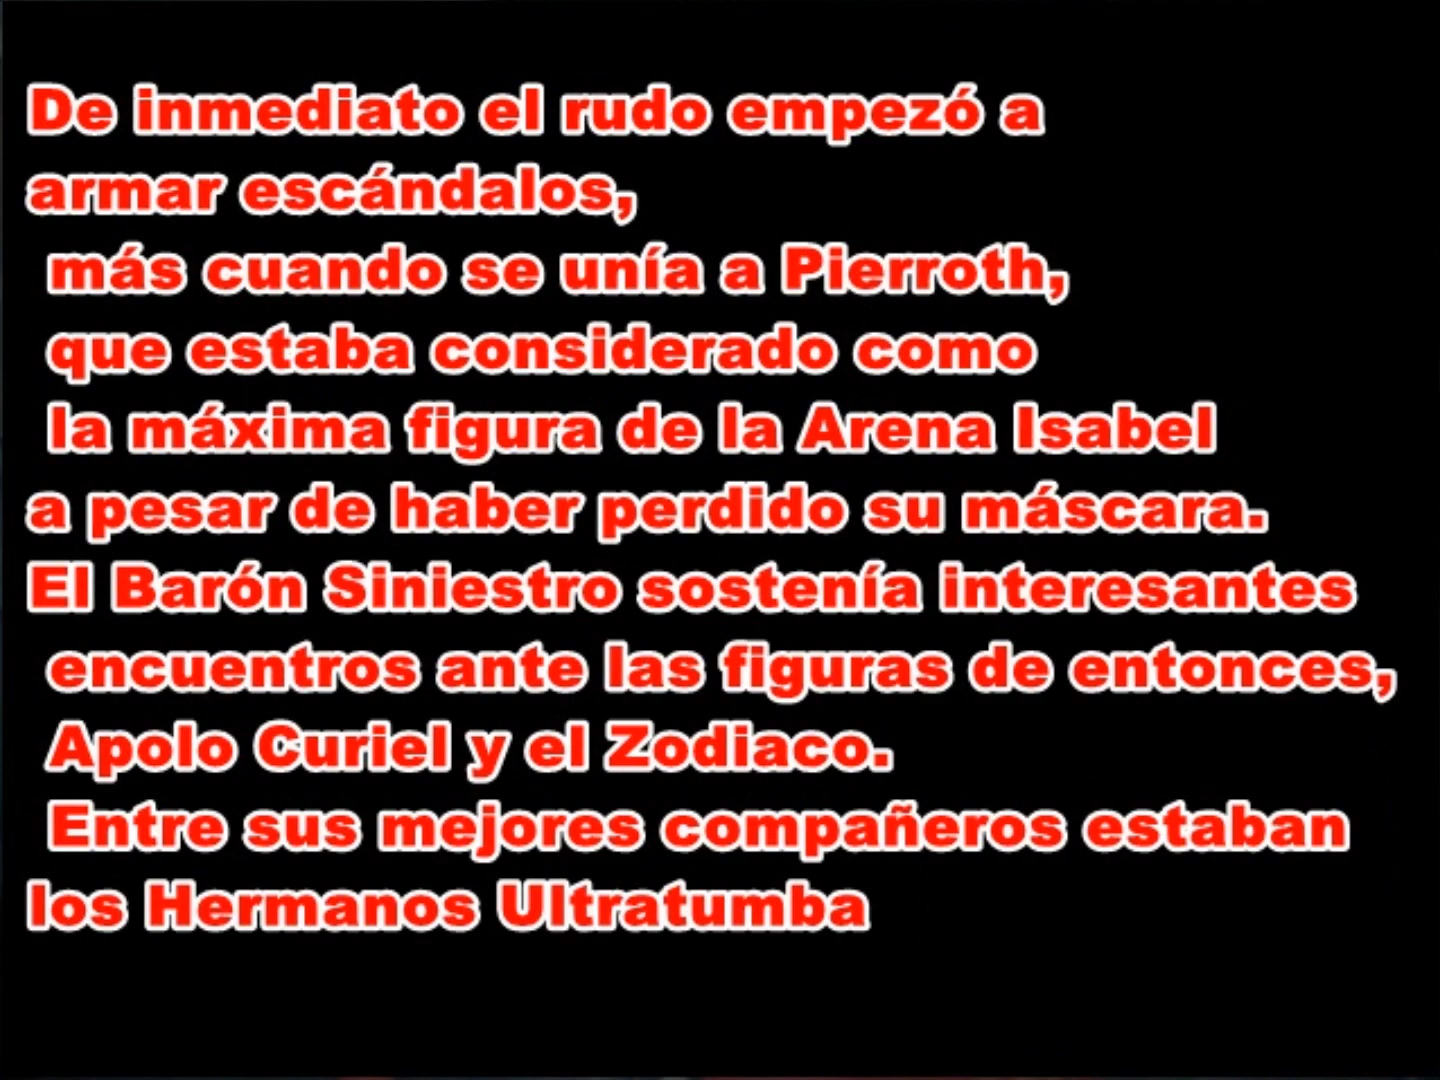 De inmediato el rudo empezó a
armar escándalos,
más cuando se unía a Pierroth,
que estaba considerado como
la máxima figura de la Arena Isabel
a pesar de haber perdido su máscara.
El Barón Siniestro sostenía interesantes
encuentros ante las figuras de entonces,
Apolo Curiel y el Zodiaco.
Entre sus mejores compañeros estaban
los Hermanos Ultratumba